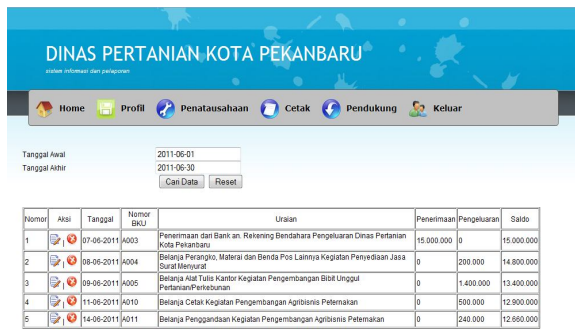 DINAS PERTANIAN KOTA PEKANBARU
sistem informasi dan pelaporan
Home Profil Penatausahaan Cetak Pendukung Keluar
Tanggal Awal 2011-06-01
Tanggal Akhir 2011-06-30
Cari Data Reset
Nomor Aksi Tanggal Nomor BKU Uraian Penerimaan Pengeluaran Saldo
1 | 07-06-2011 A003 Penerimaan dari Bank an. Rekening Bendahara Pengeluaran Dinas Pertanian 15.000.000 0 15.000.000
Kota Pekanbaru
2 | 08-06-2011 A004 Belanja Perangko, Materai dan Benda Pos Lainnya Kegiatan Penyediaan Jasa 0 200.000 14.800.000
Surat Menyurat
3 | 09-06-2011 A005 Belanja Alat Tulis Kantor Kegiatan Pengembangan Bibit Unggul 0 1.400.000 13.400.000
Pertanian/Perkebunan
4 | 11-06-2011 A010 Belanja Cetak Kegiatan Pengembangan Agribisnis Peternakan 0 500.000 12.900.000
5 | 14-06-2011 A011 Belanja Penggandaan Kegiatan Pengembangan Agribisnis Peternakan 0 240.000 12.660.000